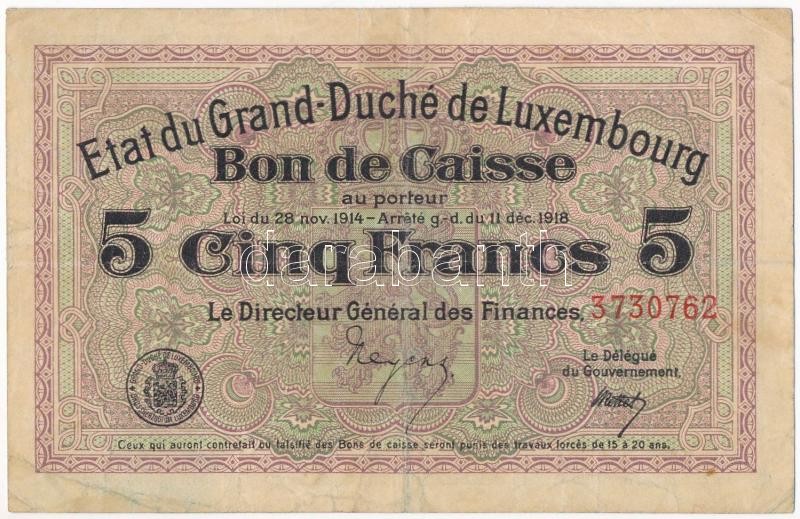 Etat du Grand-Duché de Luxembourg
Bon de Caisse
au porteur
Loi du 28 nov. 1914 – Arrêté g.-d. du 11 déc. 1918
5 Cinq Francs 5
darabanth
Le Directeur Général des Finances, 3730762
Neyens
Le Délégué
du Gouvernement.
Ceux qui auront contrefait ou falsifié des Bons de caisse seront punis des travaux forcés de 15 à 20 ans.